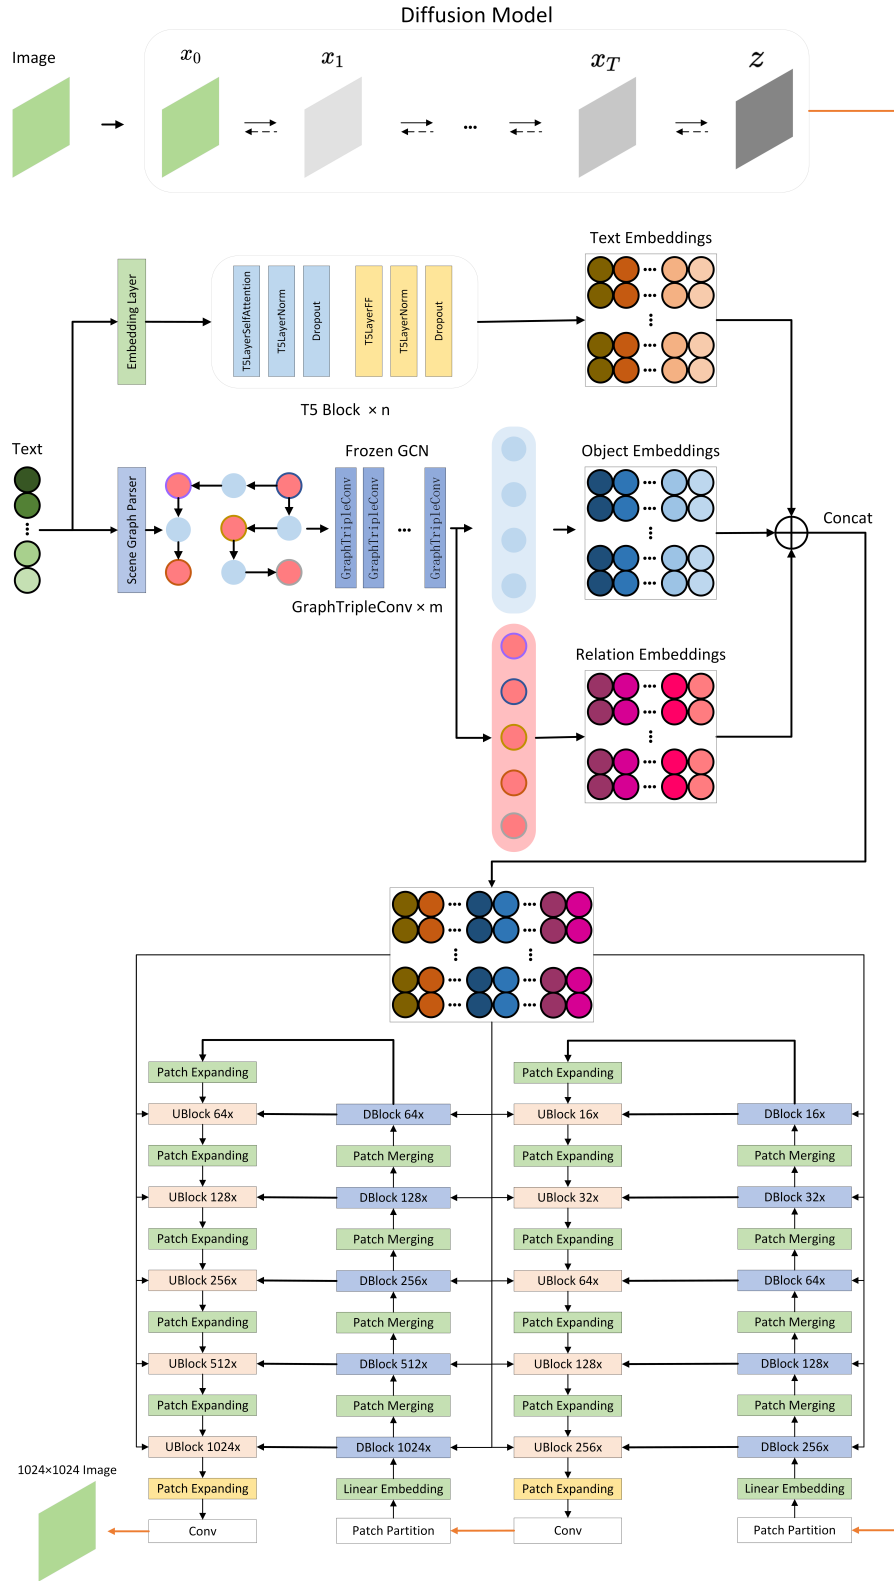 Diffusion Model
Image
x0
x1
...
xT
z
Text Embeddings
Embedding Layer
T5LayerSelfAttention
T5LayerNorm
Dropout
T5LayerFF
T5LayerNorm
Dropout
T5 Block × n
Text
Scene Graph Parser
Frozen GCN
GraphTripleConv
GraphTripleConv
...
GraphTripleConv
GraphTripleConv × m
Object Embeddings
Concat
Relation Embeddings
Patch Expanding
Patch Expanding
UBlock 64x
DBlock 64x
UBlock 16x
DBlock 16x
Patch Expanding
Patch Merging
Patch Expanding
Patch Merging
UBlock 128x
DBlock 128x
UBlock 32x
DBlock 32x
Patch Expanding
Patch Merging
Patch Expanding
Patch Merging
UBlock 256x
DBlock 256x
UBlock 64x
DBlock 64x
Patch Expanding
Patch Merging
Patch Expanding
Patch Merging
UBlock 512x
DBlock 512x
UBlock 128x
DBlock 128x
Patch Expanding
Patch Merging
Patch Expanding
Patch Merging
UBlock 1024x
DBlock 1024x
UBlock 256x
DBlock 256x
1024×1024 Image
Patch Expanding
Linear Embedding
Patch Expanding
Linear Embedding
Conv
Patch Partition
Conv
Patch Partition